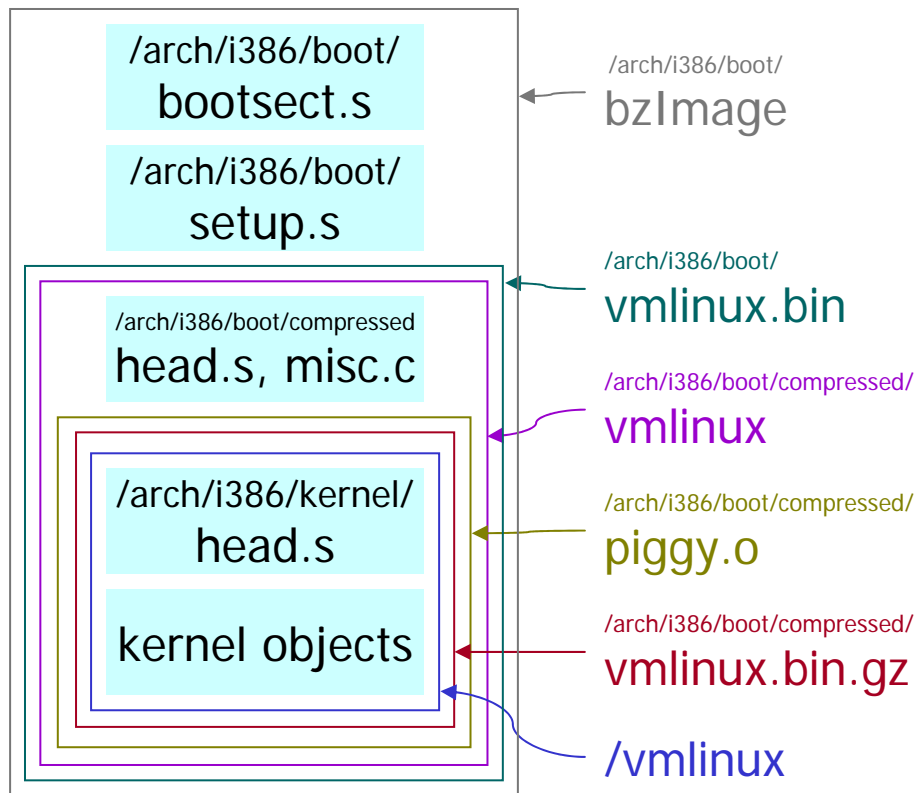 /arch/i386/boot/
bootsect.s
/arch/i386/boot/
setup.s
/arch/i386/boot/compressed
head.s, misc.c
/arch/i386/kernel/
head.s
kernel objects
/arch/i386/boot/
bzImage
/arch/i386/boot/
vmlinux.bin
/arch/i386/boot/compressed/
vmlinux
/arch/i386/boot/compressed/
piggy.o
/arch/i386/boot/compressed/
vmlinux.bin.gz
/vmlinux